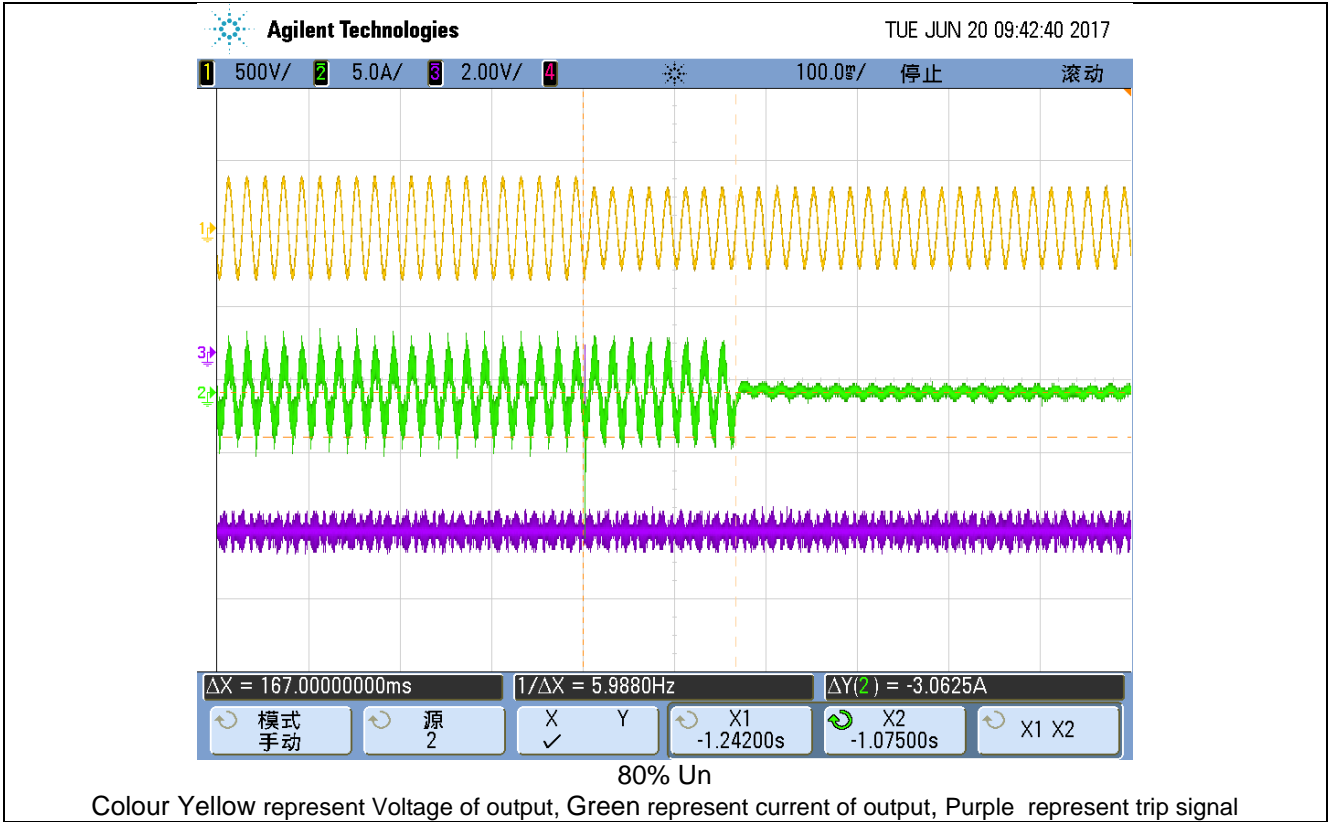 Agilent Technologies
TUE JUN 20 09:42:40 2017
1 500V/ 2 5.0A/ 3 2.00V/ 4 100.0ms/ 停止 滚动
1
3
2
ΔX = 167.00000000ms
1/ΔX = 5.9880Hz
ΔY(2) = -3.0625A
模式
手动
源
2
X Y
✓
X1
-1.24200s
X2
-1.07500s
X1 X2
80% Un
Colour Yellow represent Voltage of output, Green represent current of output, Purple represent trip signal